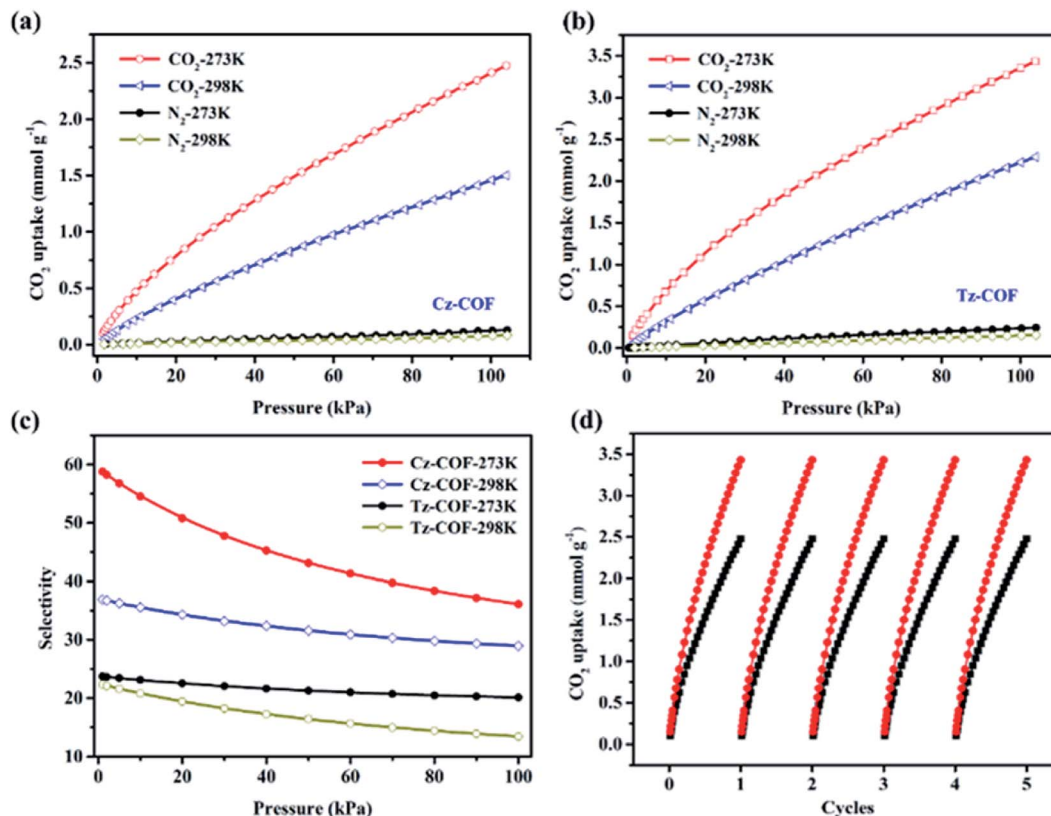 (a)
CO2-273K
CO2-298K
N2-273K
N2-298K
Cz-COF
CO2 uptake (mmol g-1)
2.5
2.0
1.5
1.0
0.5
0.0
0 20 40 60 80 100
Pressure (kPa)
(b)
CO2-273K
CO2-298K
N2-273K
N2-298K
Tz-COF
CO2 uptake (mmol g-1)
3.5
3.0
2.5
2.0
1.5
1.0
0.5
0.0
0 20 40 60 80 100
Pressure (kPa)
(c)
Cz-COF-273K
Cz-COF-298K
Tz-COF-273K
Tz-COF-298K
Selectivity
60
50
40
30
20
10
0 20 40 60 80 100
Pressure (kPa)
(d)
CO2 uptake (mmol g-1)
3.5
3.0
2.5
2.0
1.5
1.0
0.5
0.0
0 1 2 3 4 5
Cycles